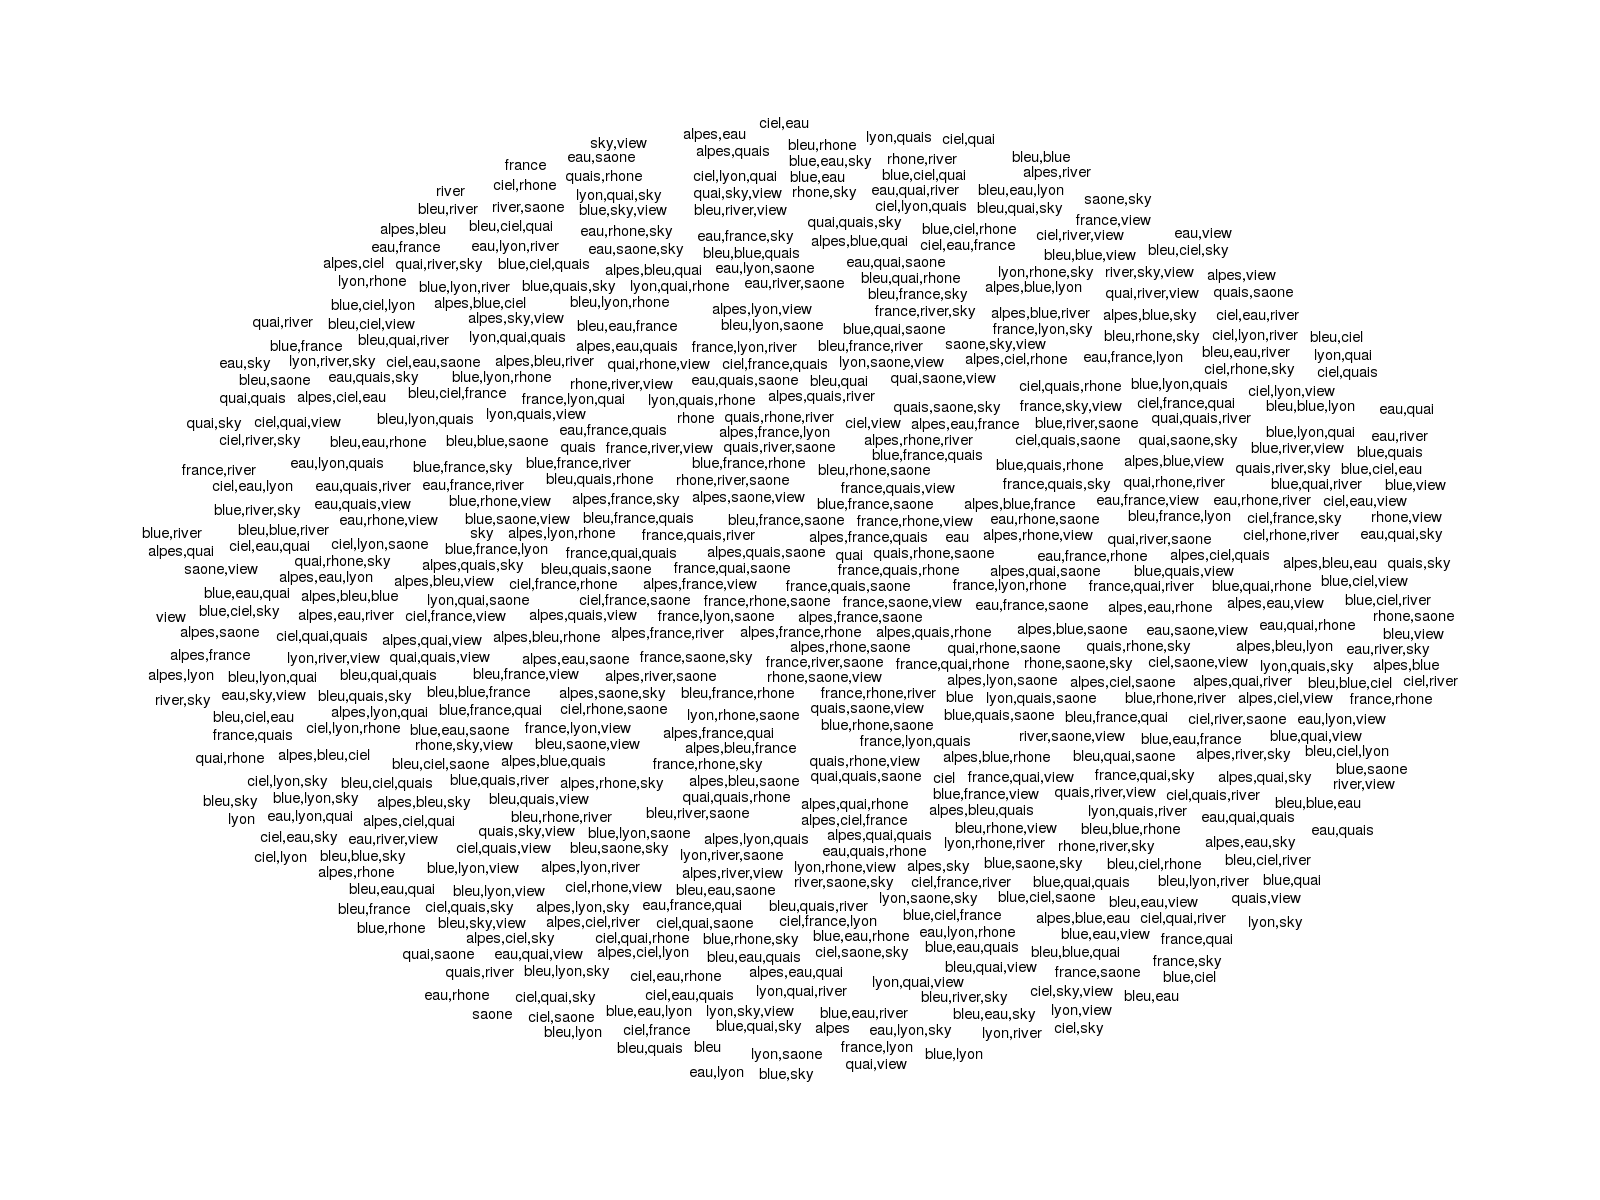 ciel,eau
alpes,eau lyon,quais ciel,quai
sky,view alpes,quais bleu,rhone
france eau,saone blue,eau,sky rhone,river bleu,blue
quais,rhone ciel,lyon,quai blue,eau blue,ciel,quai alpes,river
river ciel,rhone lyon,quai,sky quai,sky,view rhone,sky eau,quai,river bleu,eau,lyon
bleu,river river,saone blue,sky,view bleu,river,view ciel,lyon,quais bleu,quai,sky saone,sky
alpes,bleu bleu,ciel,quai eau,rhone,sky quai,quais,sky blue,ciel,rhone france,view
eau,france eau,lyon,river eau,saone,sky eau,france,sky alpes,blue,quai ciel,eau,france ciel,river,view eau,view
alpes,ciel quai,river,sky blue,ciel,quais bleu,blue,quais eau,quai,saone bleu,blue,view bleu,ciel,sky
lyon,rhone blue,lyon,river blue,quais,sky alpes,bleu,quai eau,lyon,saone bleu,quai,rhone lyon,rhone,sky river,sky,view alpes,view
lyon,quai,rhone eau,river,saone bleu,france,sky alpes,blue,lyon quai,river,view quais,saone
blue,ciel,lyon alpes,blue,ciel bleu,lyon,rhone alpes,lyon,view france,river,sky alpes,blue,river alpes,blue,sky ciel,eau,river
quai,river bleu,ciel,view alpes,sky,view bleu,eau,france bleu,lyon,saone blue,quai,saone france,lyon,sky bleu,rhone,sky ciel,lyon,river bleu,ciel
blue,france bleu,quai,river lyon,quai,quais alpes,eau,quais france,lyon,river bleu,france,river saone,sky,view eau,france,lyon bleu,eau,river lyon,quai
eau,sky lyon,river,sky ciel,eau,saone alpes,bleu,river quai,rhone,view ciel,france,quais lyon,saone,view alpes,ciel,rhone ciel,rhone,sky ciel,quais
bleu,saone eau,quais,sky blue,lyon,rhone rhone,river,view eau,quais,saone bleu,quai quai,saone,view ciel,quais,rhone blue,lyon,quais ciel,lyon,view
quai,quais alpes,ciel,eau bleu,ciel,france france,lyon,quai lyon,quais,rhone alpes,quais,river quais,saone,sky france,sky,view ciel,france,quai bleu,blue,lyon eau,quai
quai,sky ciel,quai,view bleu,lyon,quais lyon,quais,view rhone quais,rhone,river ciel,view alpes,eau,france blue,river,saone quai,quais,river
ciel,river,sky bleu,eau,rhone bleu,blue,saone eau,france,quais alpes,france,lyon alpes,rhone,river ciel,quais,saone quai,saone,sky blue,lyon,quai eau,river
quais france,river,view quais,river,saone blue,france,quais blue,river,view blue,quais
france,river eau,lyon,quais blue,france,sky blue,france,river blue,france,rhone bleu,rhone,saone blue,quais,rhone alpes,blue,view quais,river,sky blue,ciel,eau
ciel,eau,lyon eau,quais,river eau,france,river bleu,quais,rhone rhone,river,saone france,quais,view france,quais,sky quai,rhone,river blue,quai,river blue,view
blue,river,sky eau,quais,view blue,rhone,view alpes,france,sky alpes,saone,view blue,france,saone alpes,blue,france eau,france,view eau,rhone,river ciel,eau,view
eau,rhone,view blue,saone,view bleu,france,quais bleu,france,saone france,rhone,view eau,rhone,saone bleu,france,lyon ciel,france,sky rhone,view
blue,river bleu,blue,river sky alpes,lyon,rhone france,quais,river alpes,france,quais eau alpes,rhone,view quai,river,saone ciel,rhone,river eau,quai,sky
alpes,quai ciel,eau,quai ciel,lyon,saone blue,france,lyon france,quai,quais alpes,quais,saone quai quais,rhone,saone eau,france,rhone alpes,ciel,quais
saone,view quai,rhone,sky alpes,quais,sky bleu,quais,saone france,quai,saone france,quais,rhone alpes,quai,saone blue,quais,view alpes,bleu,eau quais,sky
alpes,eau,lyon alpes,bleu,view ciel,france,rhone alpes,france,view france,quais,saone france,lyon,rhone france,quai,river blue,quai,rhone blue,ciel,view
blue,eau,quai alpes,bleu,blue lyon,quai,saone ciel,france,saone france,rhone,saone france,saone,view eau,france,saone alpes,eau,rhone alpes,eau,view blue,ciel,river
view blue,ciel,sky alpes,eau,river ciel,france,view alpes,quais,view france,lyon,saone alpes,france,saone rhone,saone
alpes,saone ciel,quai,quais alpes,quai,view alpes,bleu,rhone alpes,france,river alpes,france,rhone alpes,quais,rhone alpes,blue,saone eau,saone,view eau,quai,rhone bleu,view
alpes,france lyon,river,view quai,quais,view alpes,eau,saone france,saone,sky alpes,rhone,saone quai,rhone,saone quais,rhone,sky alpes,bleu,lyon eau,river,sky
france,river,saone france,quai,rhone rhone,saone,sky ciel,saone,view lyon,quais,sky alpes,blue
alpes,lyon bleu,lyon,quai bleu,quai,quais bleu,france,view alpes,river,saone rhone,saone,view alpes,lyon,saone alpes,ciel,saone alpes,quai,river bleu,blue,ciel ciel,river
river,sky eau,sky,view bleu,quais,sky bleu,blue,france alpes,saone,sky bleu,france,rhone france,rhone,river blue lyon,quais,saone blue,rhone,river alpes,ciel,view france,rhone
bleu,ciel,eau alpes,lyon,quai blue,france,quai ciel,rhone,saone lyon,rhone,saone quais,saone,view blue,quais,saone bleu,france,quai ciel,river,saone eau,lyon,view
france,quais ciel,lyon,rhone blue,eau,saone france,lyon,view alpes,france,quai blue,rhone,saone river,saone,view blue,eau,france blue,quai,view
quai,rhone alpes,bleu,ciel rhone,sky,view bleu,saone,view alpes,bleu,france france,lyon,quais alpes,blue,rhone bleu,quai,saone alpes,river,sky bleu,ciel,lyon
bleu,ciel,saone alpes,blue,quais france,rhone,sky quais,rhone,view blue,saone
ciel,lyon,sky bleu,ciel,quais blue,quais,river alpes,rhone,sky alpes,bleu,saone quai,quais,saone ciel france,quai,view france,quai,sky alpes,quai,sky river,view
bleu,sky blue,lyon,sky alpes,bleu,sky bleu,quais,view quai,quais,rhone alpes,quai,rhone blue,france,view quais,river,view ciel,quais,river bleu,blue,eau
lyon eau,lyon,quai alpes,ciel,quai bleu,rhone,river bleu,river,saone alpes,ciel,france alpes,bleu,quais lyon,quais,river eau,quai,quais
ciel,eau,sky eau,river,view quais,sky,view blue,lyon,saone alpes,lyon,quais alpes,quai,quais bleu,rhone,view bleu,blue,rhone eau,quais
ciel,lyon bleu,blue,sky ciel,quais,view bleu,saone,sky lyon,river,saone eau,quais,rhone lyon,rhone,river rhone,river,sky alpes,eau,sky
alpes,rhone blue,lyon,view alpes,lyon,river alpes,river,view lyon,rhone,view alpes,sky blue,saone,sky bleu,ciel,rhone bleu,ciel,river
bleu,eau,quai bleu,lyon,view ciel,rhone,view bleu,eau,saone river,saone,sky ciel,france,river blue,quai,quais bleu,lyon,river blue,quai
bleu,france ciel,quais,sky alpes,lyon,sky eau,france,quai bleu,quais,river lyon,saone,sky blue,ciel,saone bleu,eau,view quais,view
blue,rhone bleu,sky,view alpes,ciel,river ciel,quai,saone ciel,france,lyon blue,ciel,france alpes,blue,eau ciel,quai,river lyon,sky
alpes,ciel,sky ciel,quai,rhone blue,rhone,sky blue,eau,rhone eau,lyon,rhone blue,eau,view france,quai
quai,saone eau,quai,view alpes,ciel,lyon bleu,eau,quais ciel,saone,sky blue,eau,quais bleu,blue,quai france,sky
quais,river bleu,lyon,sky ciel,eau,rhone alpes,eau,quai bleu,quai,view france,saone blue,ciel
eau,rhone ciel,quai,sky ciel,eau,quais lyon,quai,river lyon,quai,view bleu,river,sky ciel,sky,view bleu,eau
saone ciel,saone blue,eau,lyon lyon,sky,view blue,eau,river bleu,eau,sky lyon,view
bleu,lyon ciel,france blue,quai,sky alpes eau,lyon,sky lyon,river ciel,sky
bleu,quais bleu lyon,saone france,lyon blue,lyon
eau,lyon blue,sky quai,view